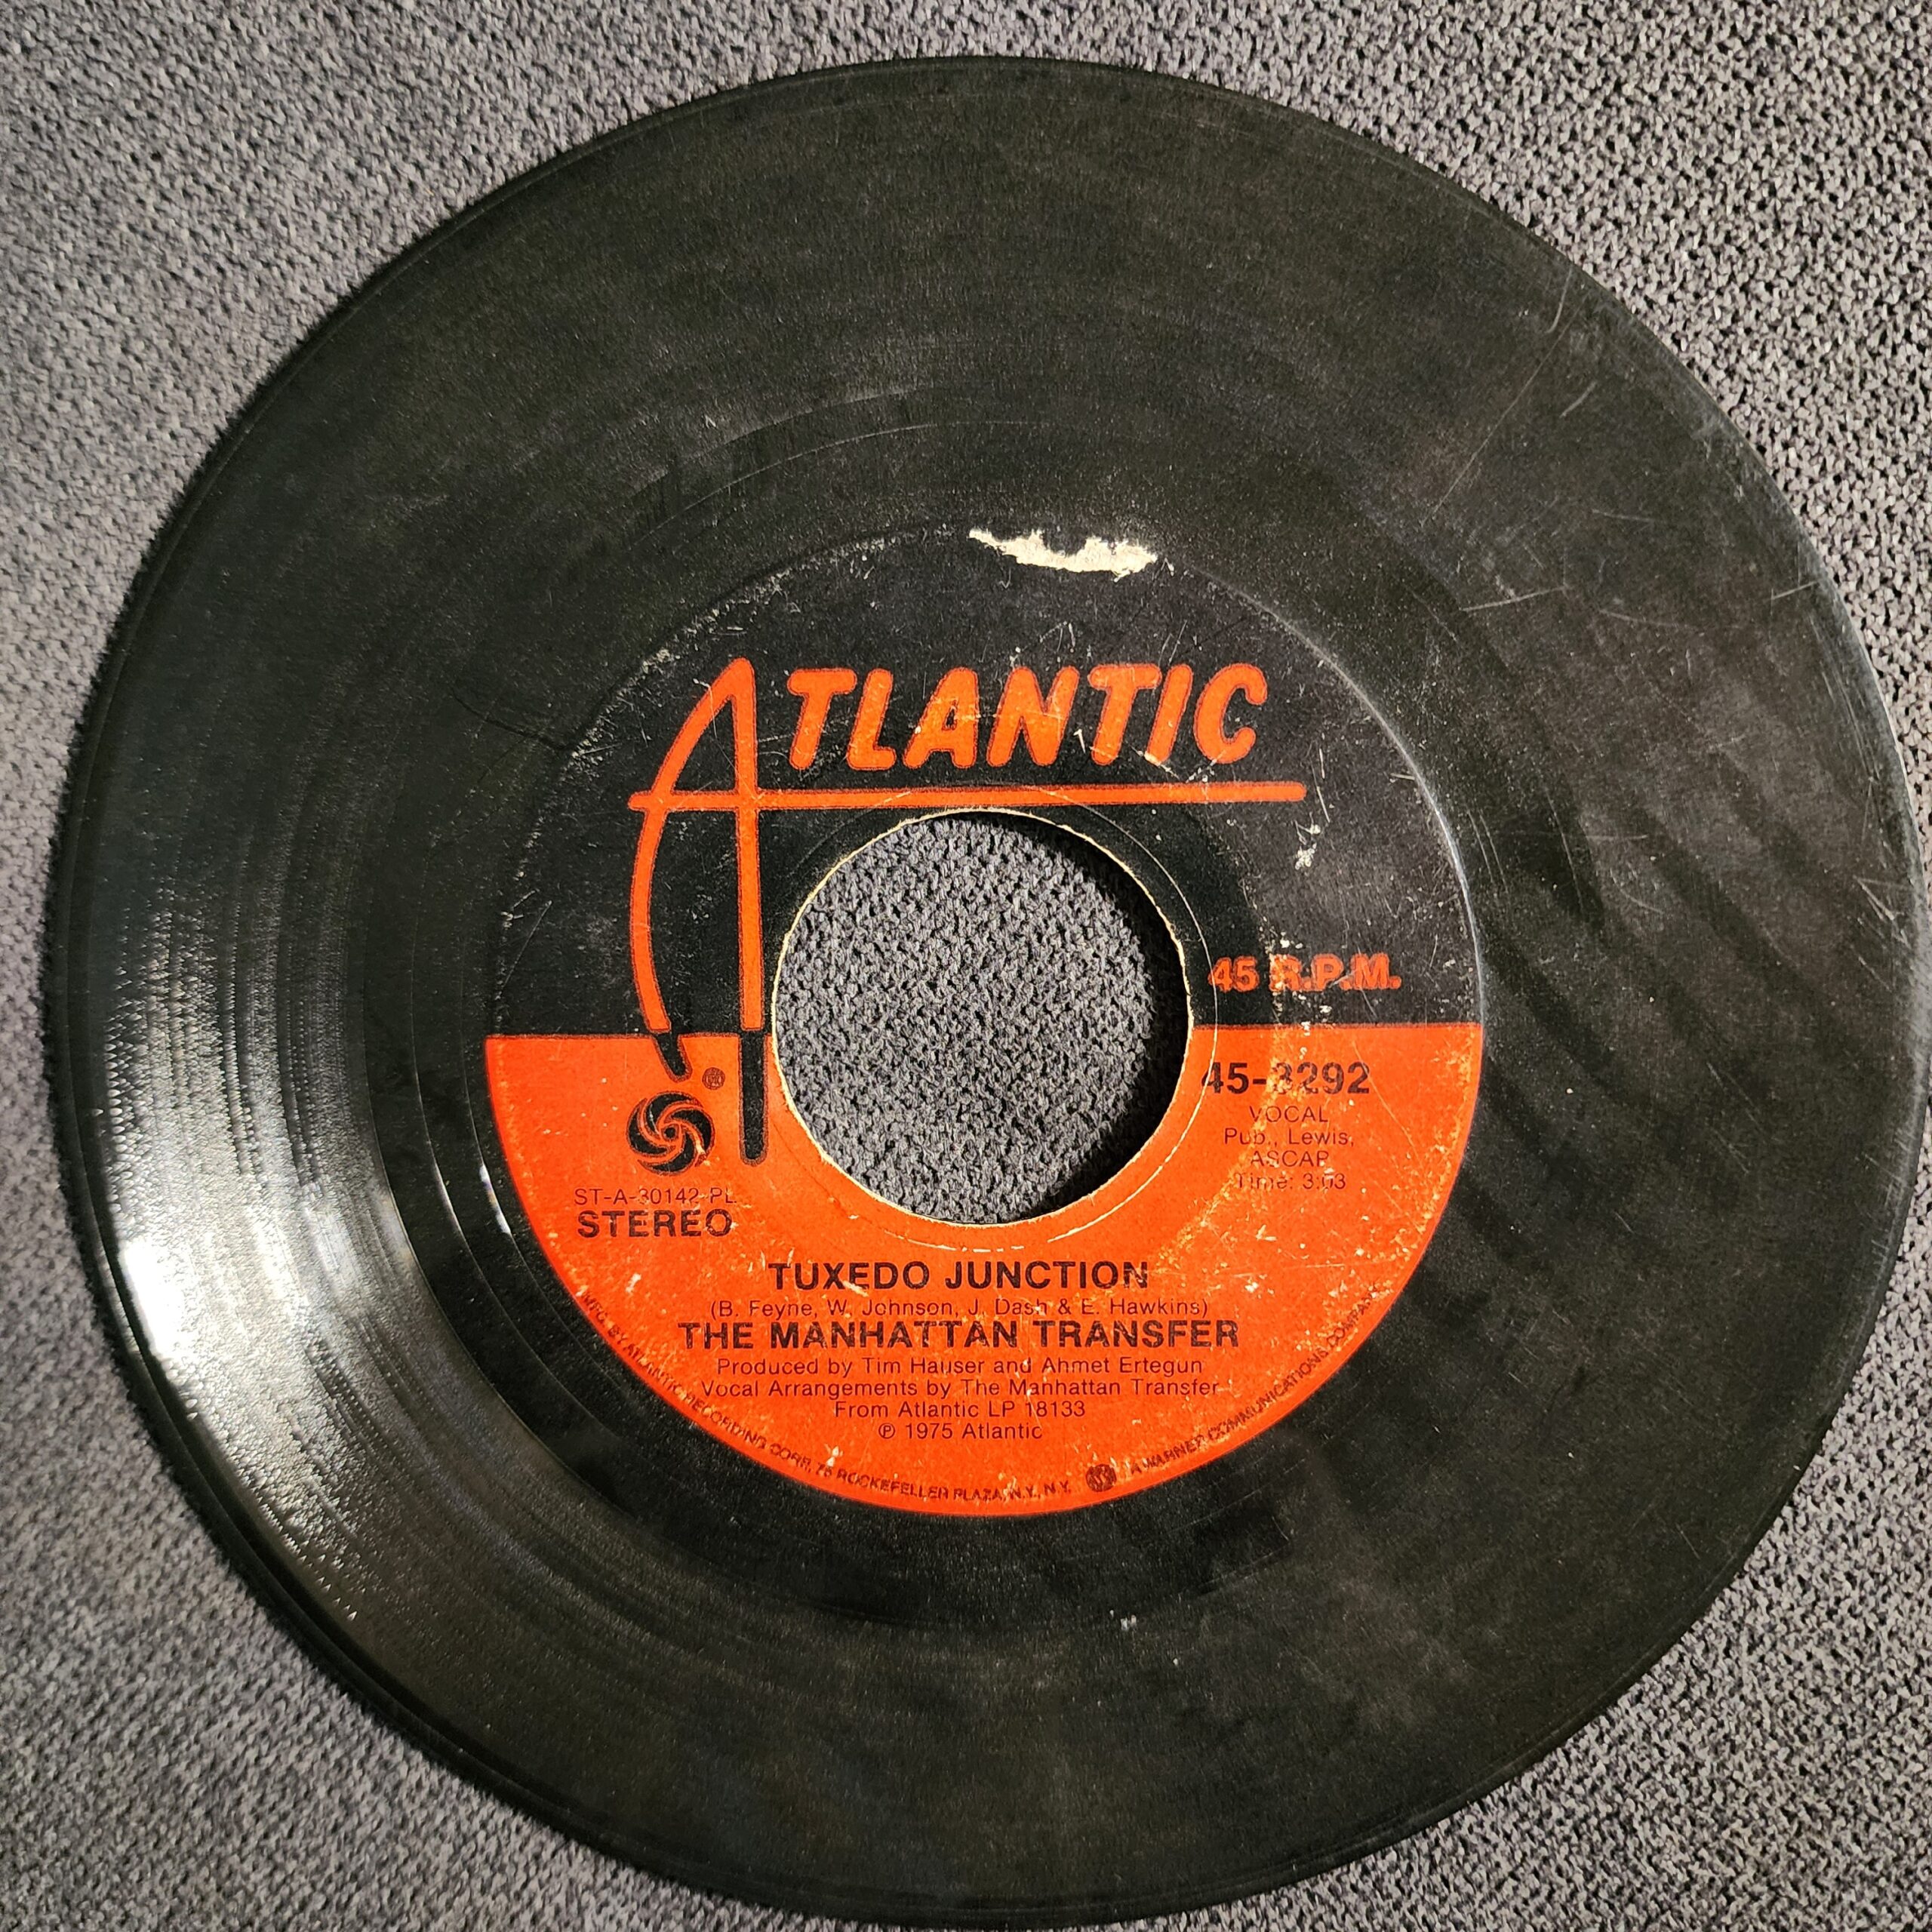 ATLANTIC
45 R.P.M.
45-3292
VOCAL
Pub., Lewis,
ASCAP
Time: 3:03
®
ST-A-30142-PL
STEREO
TUXEDO JUNCTION
(B. Feyne, W. Johnson, J. Dash & E. Hawkins)
THE MANHATTAN TRANSFER
Produced by Tim Hauser and Ahmet Ertegun
Vocal Arrangements by The Manhattan Transfer
From Atlantic LP 18133
℗ 1975 Atlantic
MFG. BY ATLANTIC RECORDING CORP., 75 ROCKEFELLER PLAZA, N.Y., N.Y. A WARNER COMMUNICATIONS COMPANY